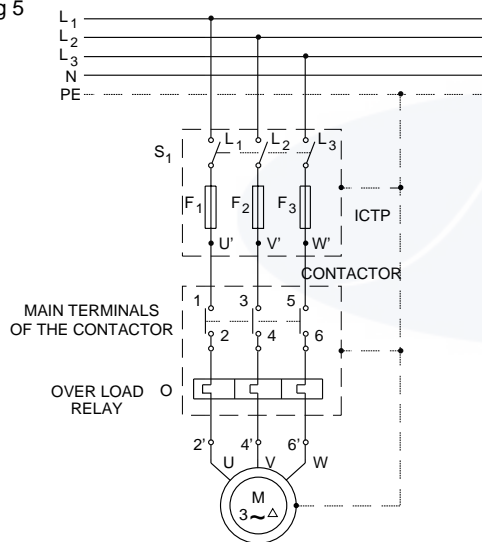 g 5
L1
L2
L3
N
PE
S1 L1 L2 L3
F1 F2 F3
ICTP
U' V' W'
CONTACTOR
1 3 5
MAIN TERMINALS
OF THE CONTACTOR
2 4 6
OVER LOAD
RELAY
O
2' 4' 6'
U V W
M
3~ △